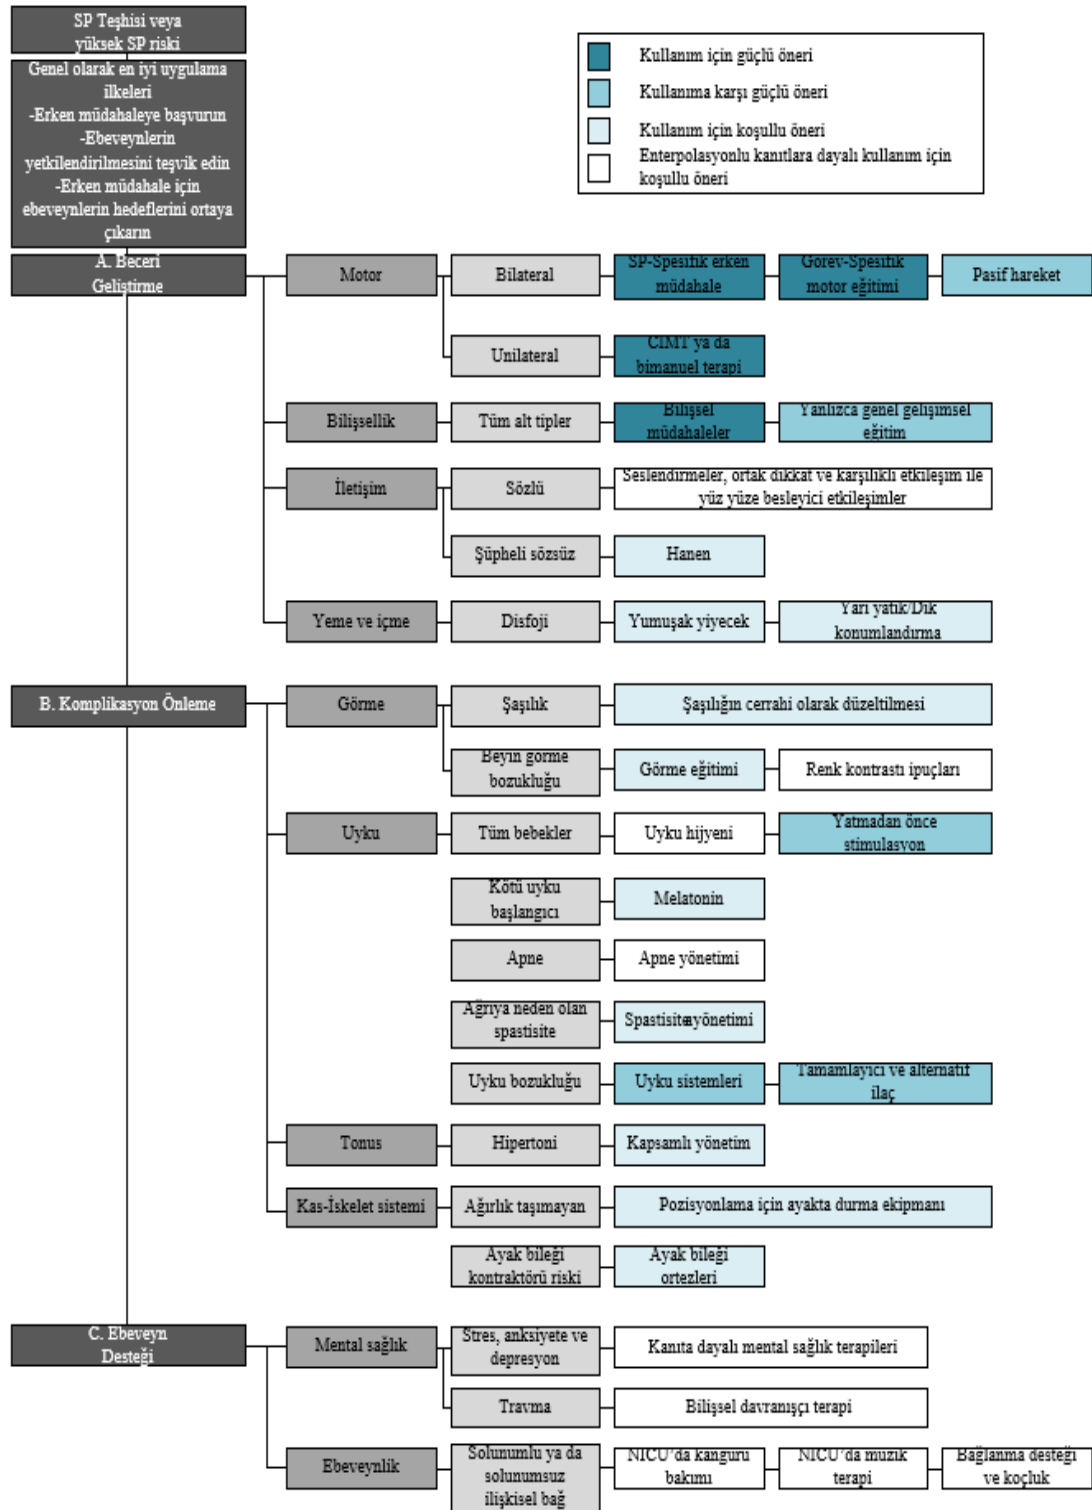 SP Teşhisi veya
yüksek SP riski
Genel olarak en iyi uygulama
ilkeleri
-Erken müdahaleye başvurun
-Ebeveynlerin
yetkilendirilmesini teşvik edin
-Erken müdahale için
ebeveynlerin hedeflerini ortaya
çıkarın
Kullanım için güçlü öneri
Kullanıma karşı güçlü öneri
Kullanım için koşullu öneri
Enterpolasyonlu kanıtlara dayalı kullanım için
koşullu öneri
A. Beceri
Geliştirme
Motor
Bilateral
SP-Spesifik erken
müdahale
Görev-Spesifik
motor eğitimi
Pasif hareket
Unilateral
CIMT ya da
bimanuel terapi
Bilişsellik
Tüm alt tipler
Bilişsel
müdahaleler
Yanlızca genel gelişimsel
eğitim
İletişim
Sözlü
Seslendirmeler, ortak dikkat ve karşılıklı etkileşim ile
yüz yüze besleyici etkileşimler
Şüpheli sözsüz
Hanen
Yeme ve içme
Disfoji
Yumuşak yiyecek
Yarı yatık/Dik
konumlandırma
B. Komplikasyon Önleme
Görme
Şaşılık
Şaşılığın cerrahi olarak düzeltilmesi
Beyin görme
bozukluğu
Görme eğitimi
Renk kontrastı ipuçları
Uyku
Tüm bebekler
Uyku hijyeni
Yatmadan önce
stimulasyon
Kötü uyku
başlangıcı
Melatonin
Apne
Apne yönetimi
Ağrıya neden olan
spastisite
Spastisite yönetimi
Uyku bozukluğu
Uyku sistemleri
Tamamlayıcı ve alternatif
ilaç
Tonus
Hipertoni
Kapsamlı yönetim
Kas-İskelet sistemi
Ağırlık taşımayan
Pozisyonlama için ayakta durma ekipmanı
Ayak bileği
kontraktörü riski
Ayak bileği
ortezleri
C. Ebeveyn
Desteği
Mental sağlık
Stres, anksiyete ve
depresyon
Kanıta dayalı mental sağlık terapileri
Travma
Bilişsel davranışçı terapi
Ebeveynlik
Solunumlu ya da
solunumsuz
ilişkisel bağ
NICU'da kanguru
bakımı
NICU'da müzik
terapi
Bağlanma desteği
ve koçluk